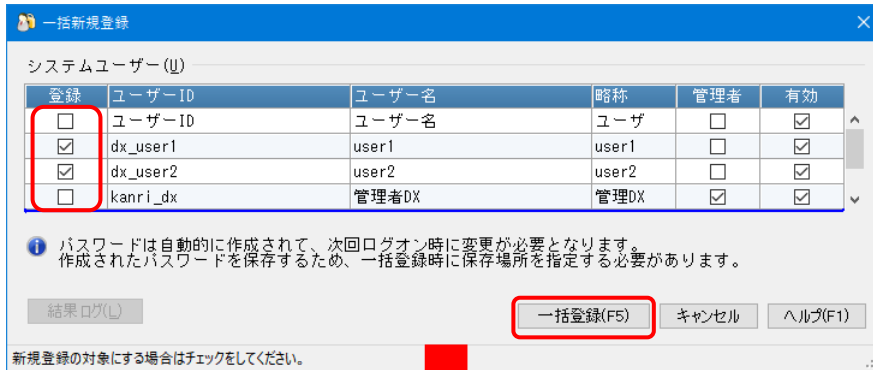 一括新規登録
システムユーザー(U)
登録 ユーザーID ユーザー名 略称 管理者 有効
ユーザーID ユーザー名 ユーザ
dx_user1 user1 user1
dx_user2 user2 user2
kanri_dx 管理者DX 管理DX
パスワードは自動的に作成されて、次回ログオン時に変更が必要となります。
作成されたパスワードを保存するため、一括登録時に保存場所を指定する必要があります。
結果ログ(L) 一括登録(F5) キャンセル ヘルプ(F1)
新規登録の対象にする場合はチェックをしてください。